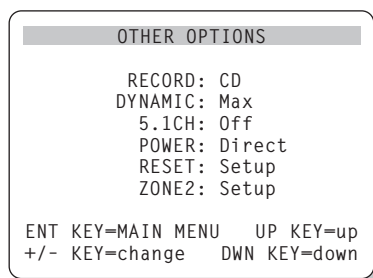 OTHER OPTIONS
RECORD: CD
DYNAMIC: Max
5.1CH: Off
POWER: Direct
RESET: Setup
ZONE2: Setup
ENT KEY=MAIN MENU UP KEY=up
+/- KEY=change DWN KEY=down